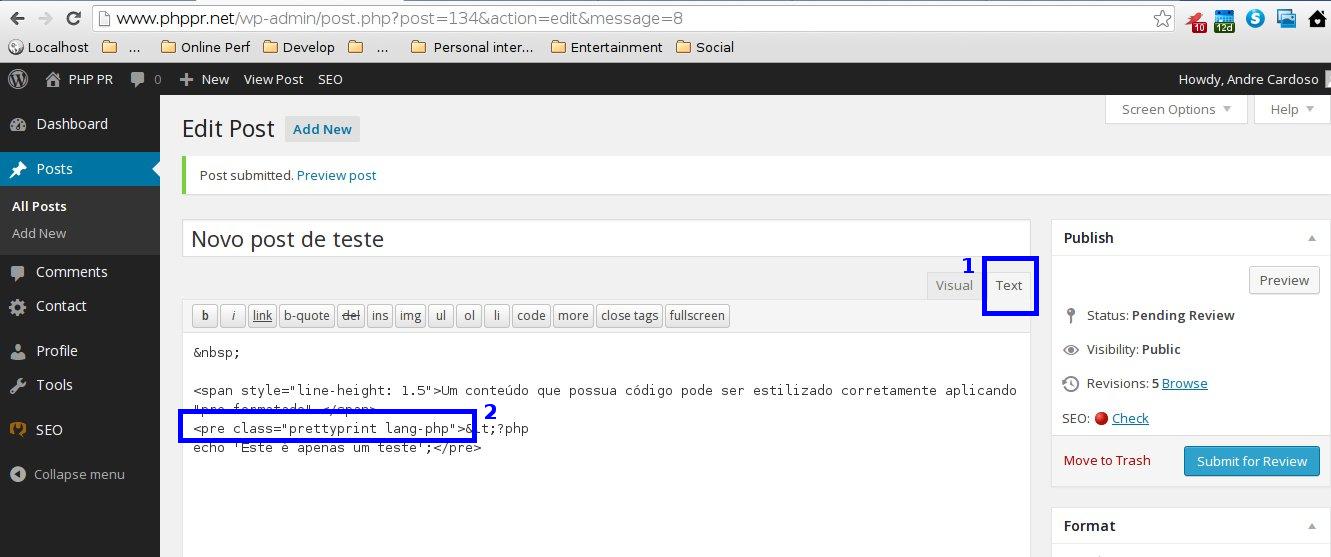 www.phppr.net/wp-admin/post.php?post=134&action=edit&message=8
10
12d
Localhost ... Online Perf Develop ... Personal inter... Entertainment Social
PHP PR 0 New View Post SEO Howdy, Andre Cardoso
Screen Options Help
Dashboard
Posts
All Posts
Add New
Comments
Contact
Profile
Tools
SEO
Collapse menu
Edit Post Add New
Post submitted. Preview post
Novo post de teste
1
Visual Text
b i link b-quote del ins img ul ol li code more close tags fullscreen
&nbsp;
<span style="line-height: 1.5">Um conteúdo que possua código pode ser estilizado corretamente aplicando
"pre-formatado".</span>
2
<pre class="prettyprint lang-php">&lt;?php
echo 'Este é apenas um teste';</pre>
Publish
Preview
Status: Pending Review
Visibility: Public
Revisions: 5 Browse
SEO: Check
Move to Trash Submit for Review
Format